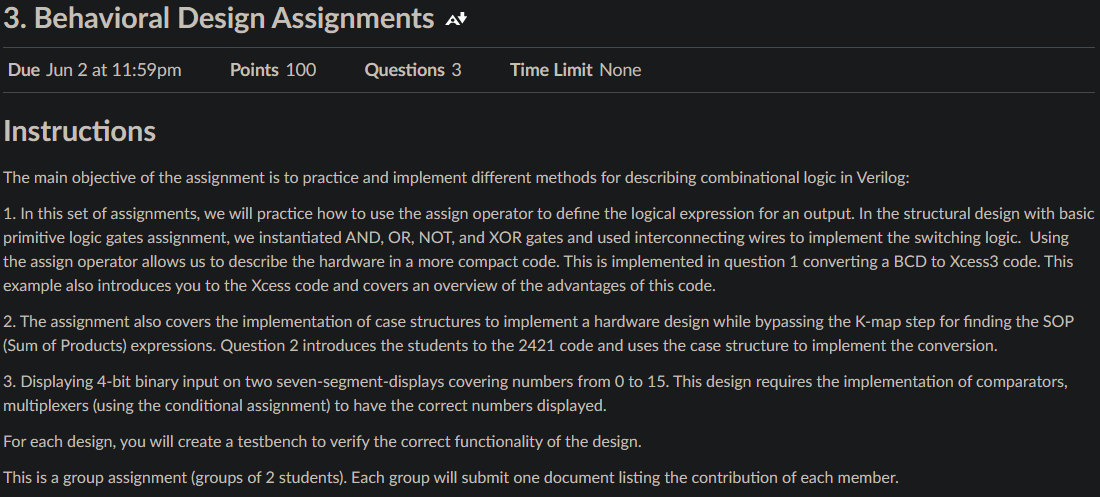 3. Behavioral Design Assignments
Due Jun 2 at 11:59pm Points 100 Questions 3 Time Limit None
Instructions
The main objective of the assignment is to practice and implement different methods for describing combinational logic in Verilog:
1. In this set of assignments, we will practice how to use the assign operator to define the logical expression for an output. In the structural design with basic
primitive logic gates assignment, we instantiated AND, OR, NOT, and XOR gates and used interconnecting wires to implement the switching logic. Using
the assign operator allows us to describe the hardware in a more compact code. This is implemented in question 1 converting a BCD to Xcess3 code. This
example also introduces you to the Xcess code and covers an overview of the advantages of this code.
2. The assignment also covers the implementation of case structures to implement a hardware design while bypassing the K-map step for finding the SOP
(Sum of Products) expressions. Question 2 introduces the students to the 2421 code and uses the case structure to implement the conversion.
3. Displaying 4-bit binary input on two seven-segment-displays covering numbers from 0 to 15. This design requires the implementation of comparators,
multiplexers (using the conditional assignment) to have the correct numbers displayed.
For each design, you will create a testbench to verify the correct functionality of the design.
This is a group assignment (groups of 2 students). Each group will submit one document listing the contribution of each member.